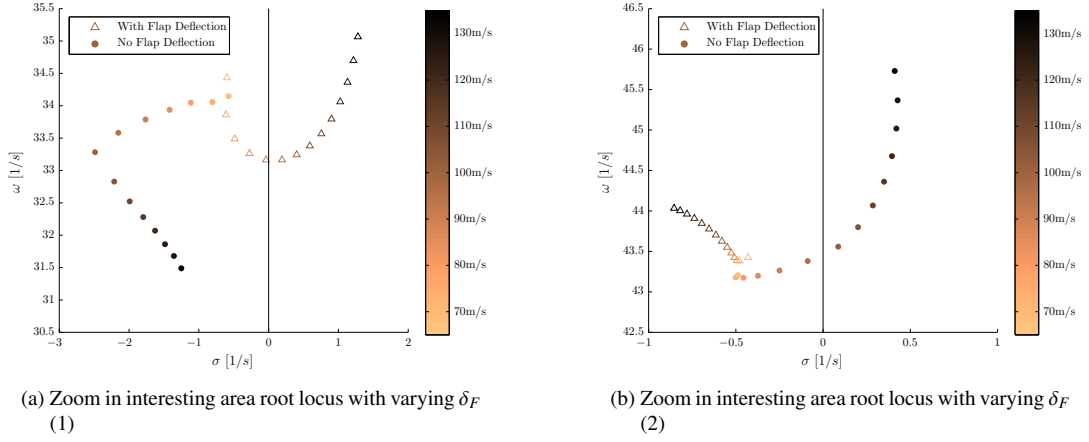 35.5
35
34.5
34
33.5
33
32.5
32
31.5
31
30.5
−3
−2
−1
0
1
2
ω [1/s]
σ [1/s]
With Flap Deflection
No Flap Deflection
130m/s
120m/s
110m/s
100m/s
90m/s
80m/s
70m/s
(a) Zoom in interesting area root locus with varying δF
(1)
46.5
46
45.5
45
44.5
44
43.5
43
42.5
−1
−0.5
0
0.5
1
ω [1/s]
σ [1/s]
With Flap Deflection
No Flap Deflection
130m/s
120m/s
110m/s
100m/s
90m/s
80m/s
70m/s
(b) Zoom in interesting area root locus with varying δF
(2)